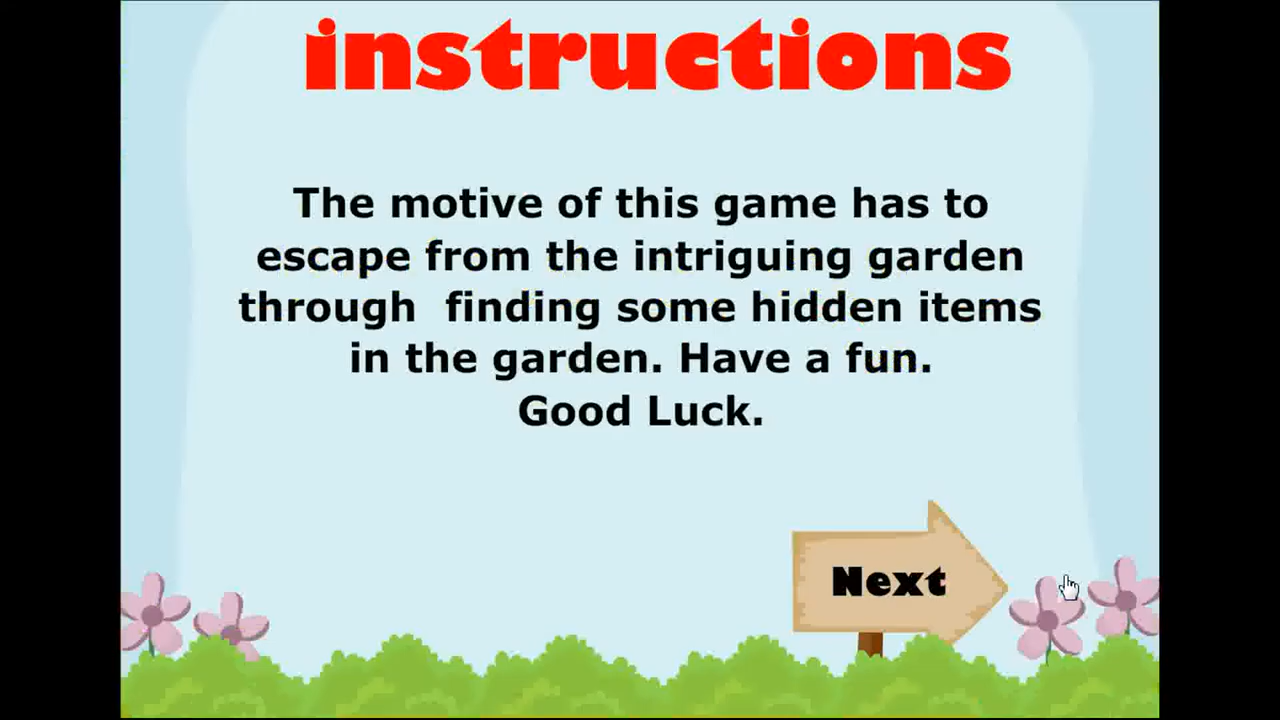 instructions
The motive of this game has to
escape from the intriguing garden
through finding some hidden items
in the garden. Have a fun.
Good Luck.
Next